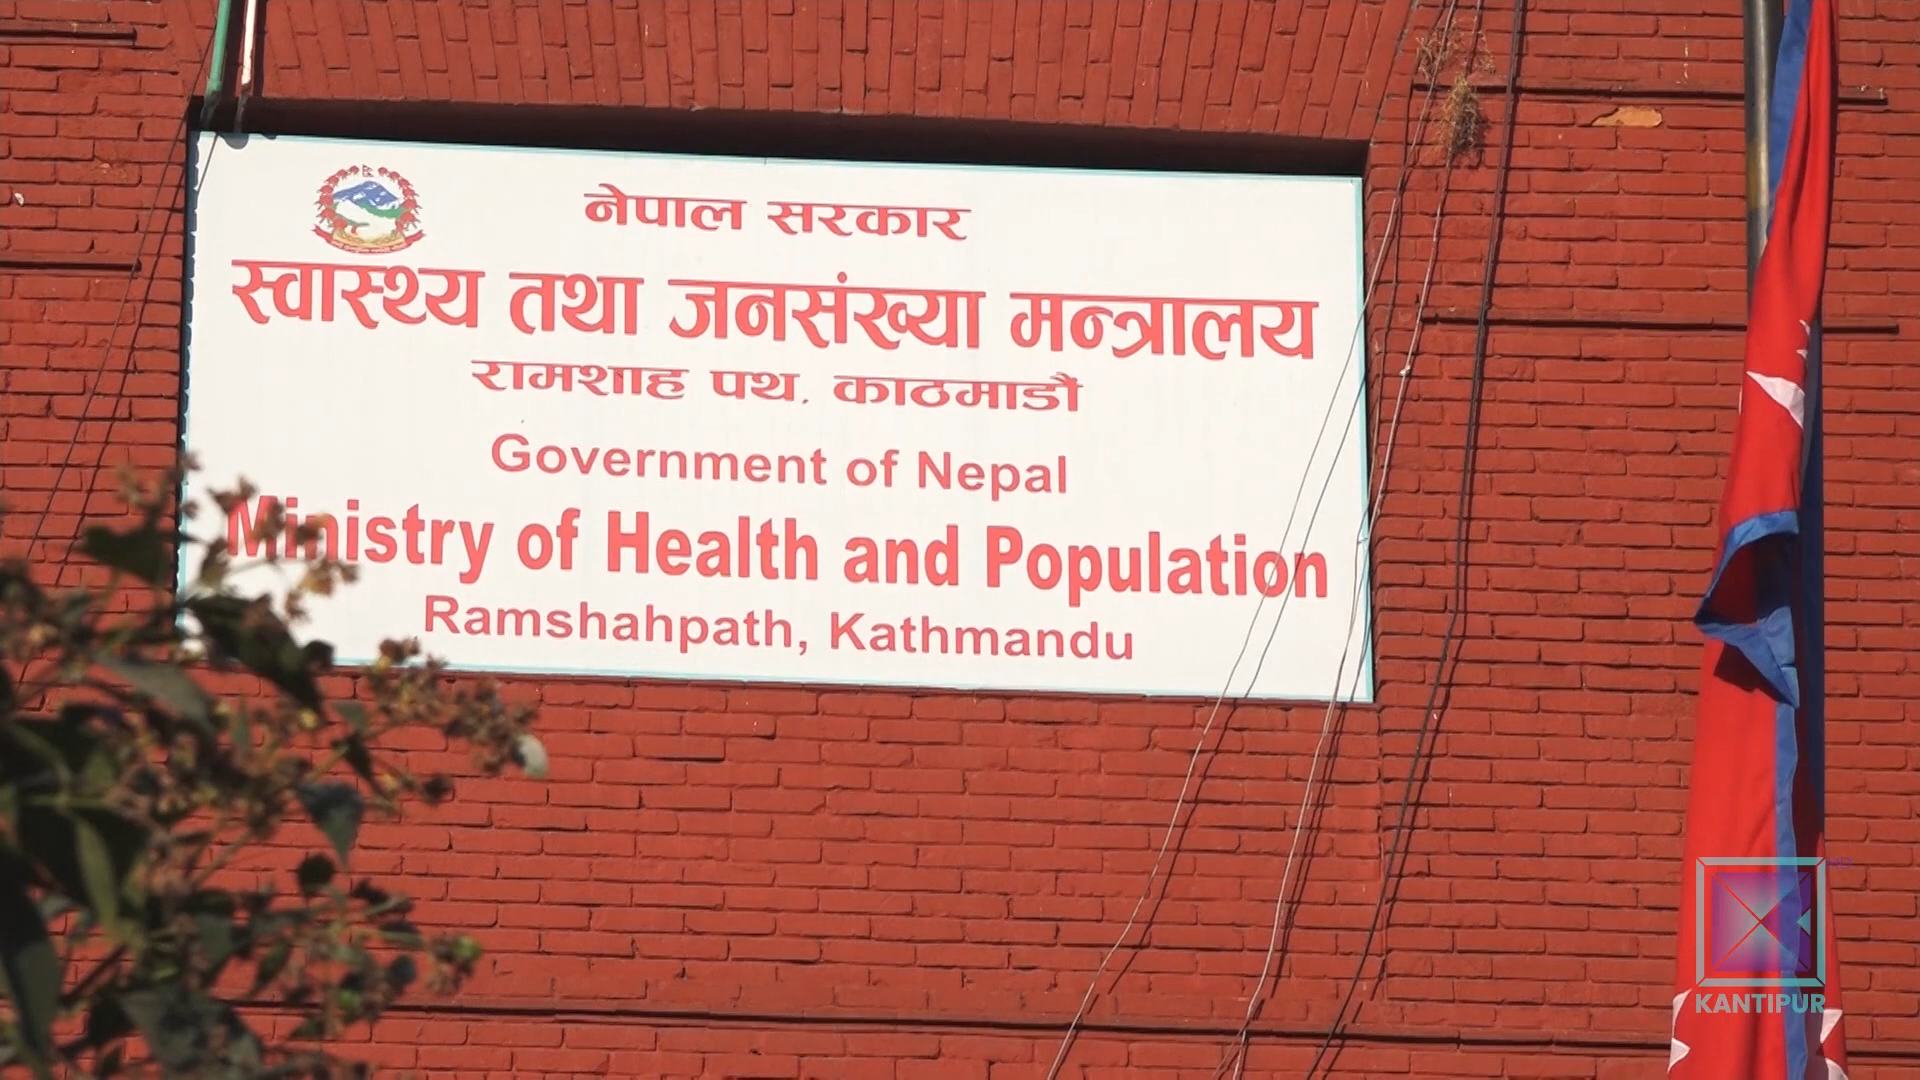 नेपाल सरकार
स्वास्थ्य तथा जनसंख्या मन्त्रालय
रामशाह पथ, काठमाडौं
Government of Nepal
Ministry of Health and Population
Ramshahpath, Kathmandu
HD
KANTIPUR